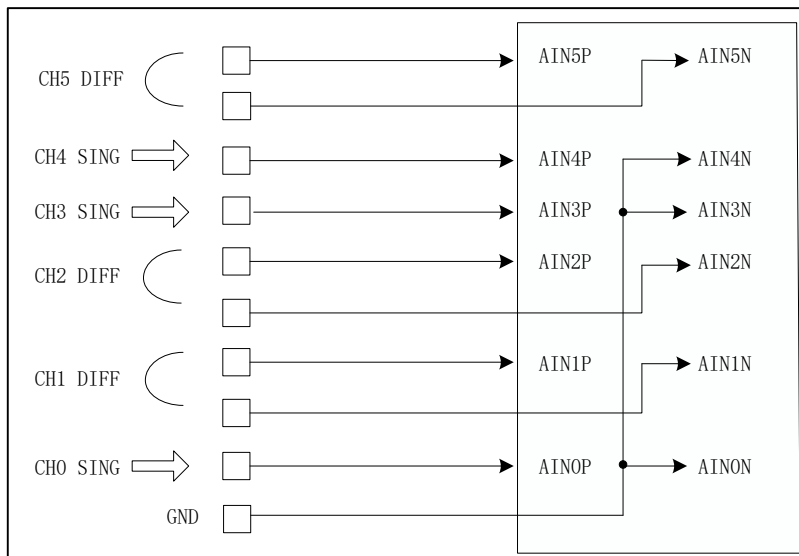 CH5 DIFF AIN5P AIN5N
CH4 SING AIN4P AIN4N
CH3 SING AIN3P AIN3N
CH2 DIFF AIN2P AIN2N
CH1 DIFF AIN1P AIN1N
CH0 SING AIN0P AIN0N
GND